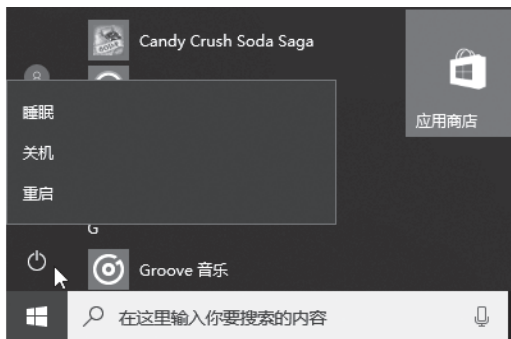 Candy Crush Soda Saga
应用商店
睡眠
关机
重启
G
Groove 音乐
在这里输入你要搜索的内容